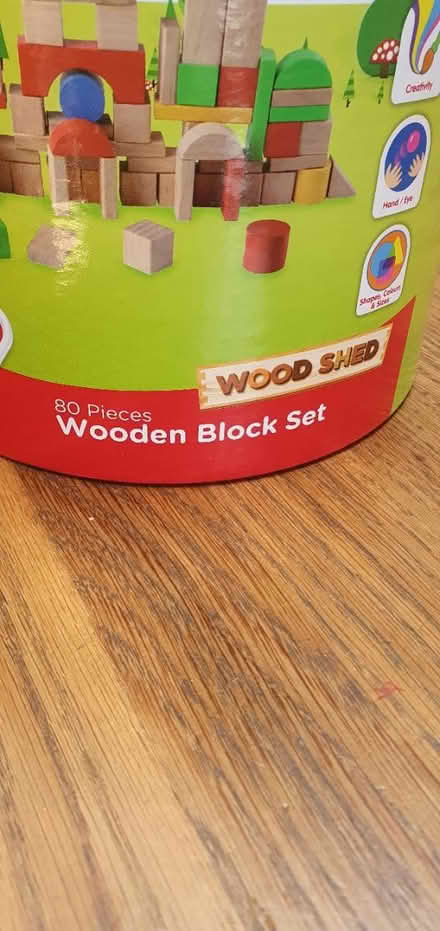 Creativity
Hand / Eye
Shapes, Colours
& Sizes
WOOD SHED
80 Pieces
Wooden Block Set